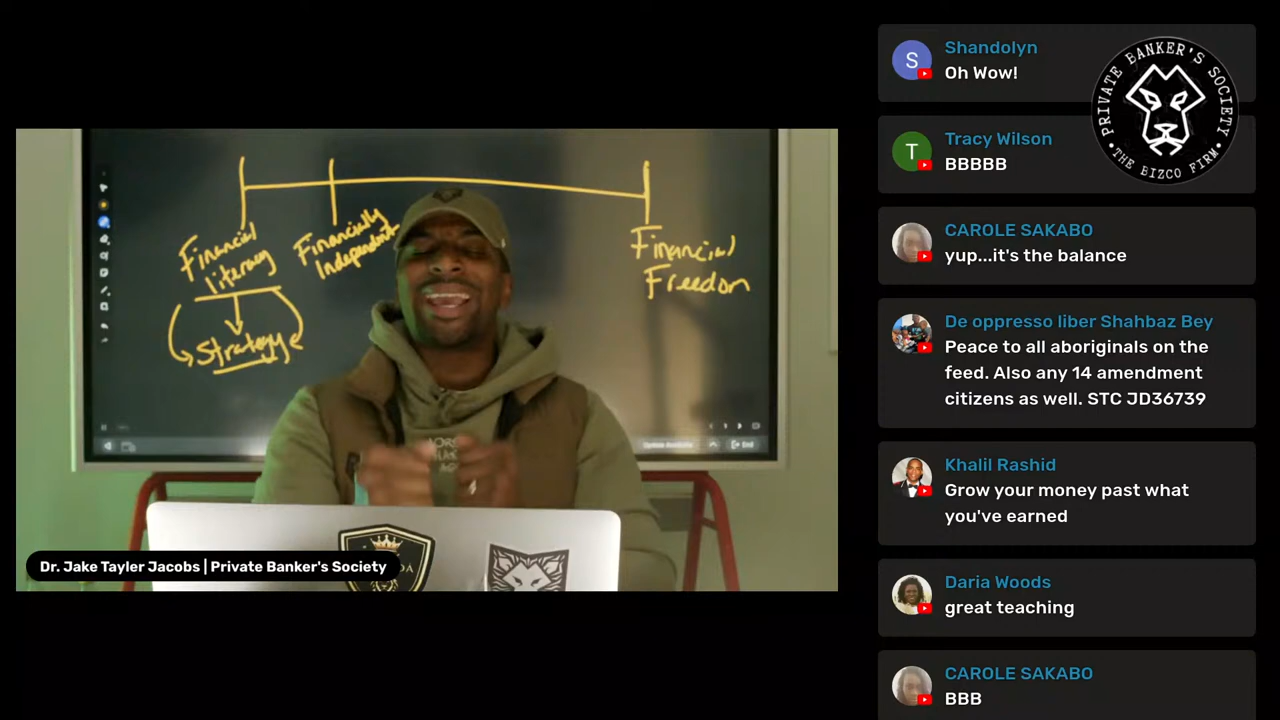 Financial
literacy
Strategy
Financially
Independent
Financial
Freedom
End
Dr. Jake Tayler Jacobs | Private Banker's Society
S
Shandolyn
Oh Wow!
PRIVATE BANKER'S SOCIETY
• THE BIZCO FIRM •
T
Tracy Wilson
BBBBB
CAROLE SAKABO
yup...it's the balance
De oppresso liber Shahbaz Bey
Peace to all aboriginals on the
feed. Also any 14 amendment
citizens as well. STC JD36739
Khalil Rashid
Grow your money past what
you've earned
Daria Woods
great teaching
CAROLE SAKABO
BBB